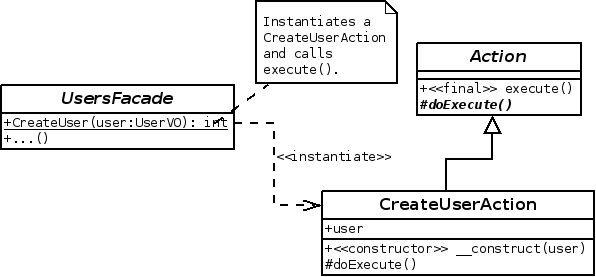 Instantiates a
CreateUserAction
and calls
execute().
UsersFacade
+CreateUser(user:UserVO): int
+...()
Action
+<<final>> execute()
#doExecute()
<<instantiate>>
CreateUserAction
+user
+<<constructor>> __construct(user)
#doExecute()